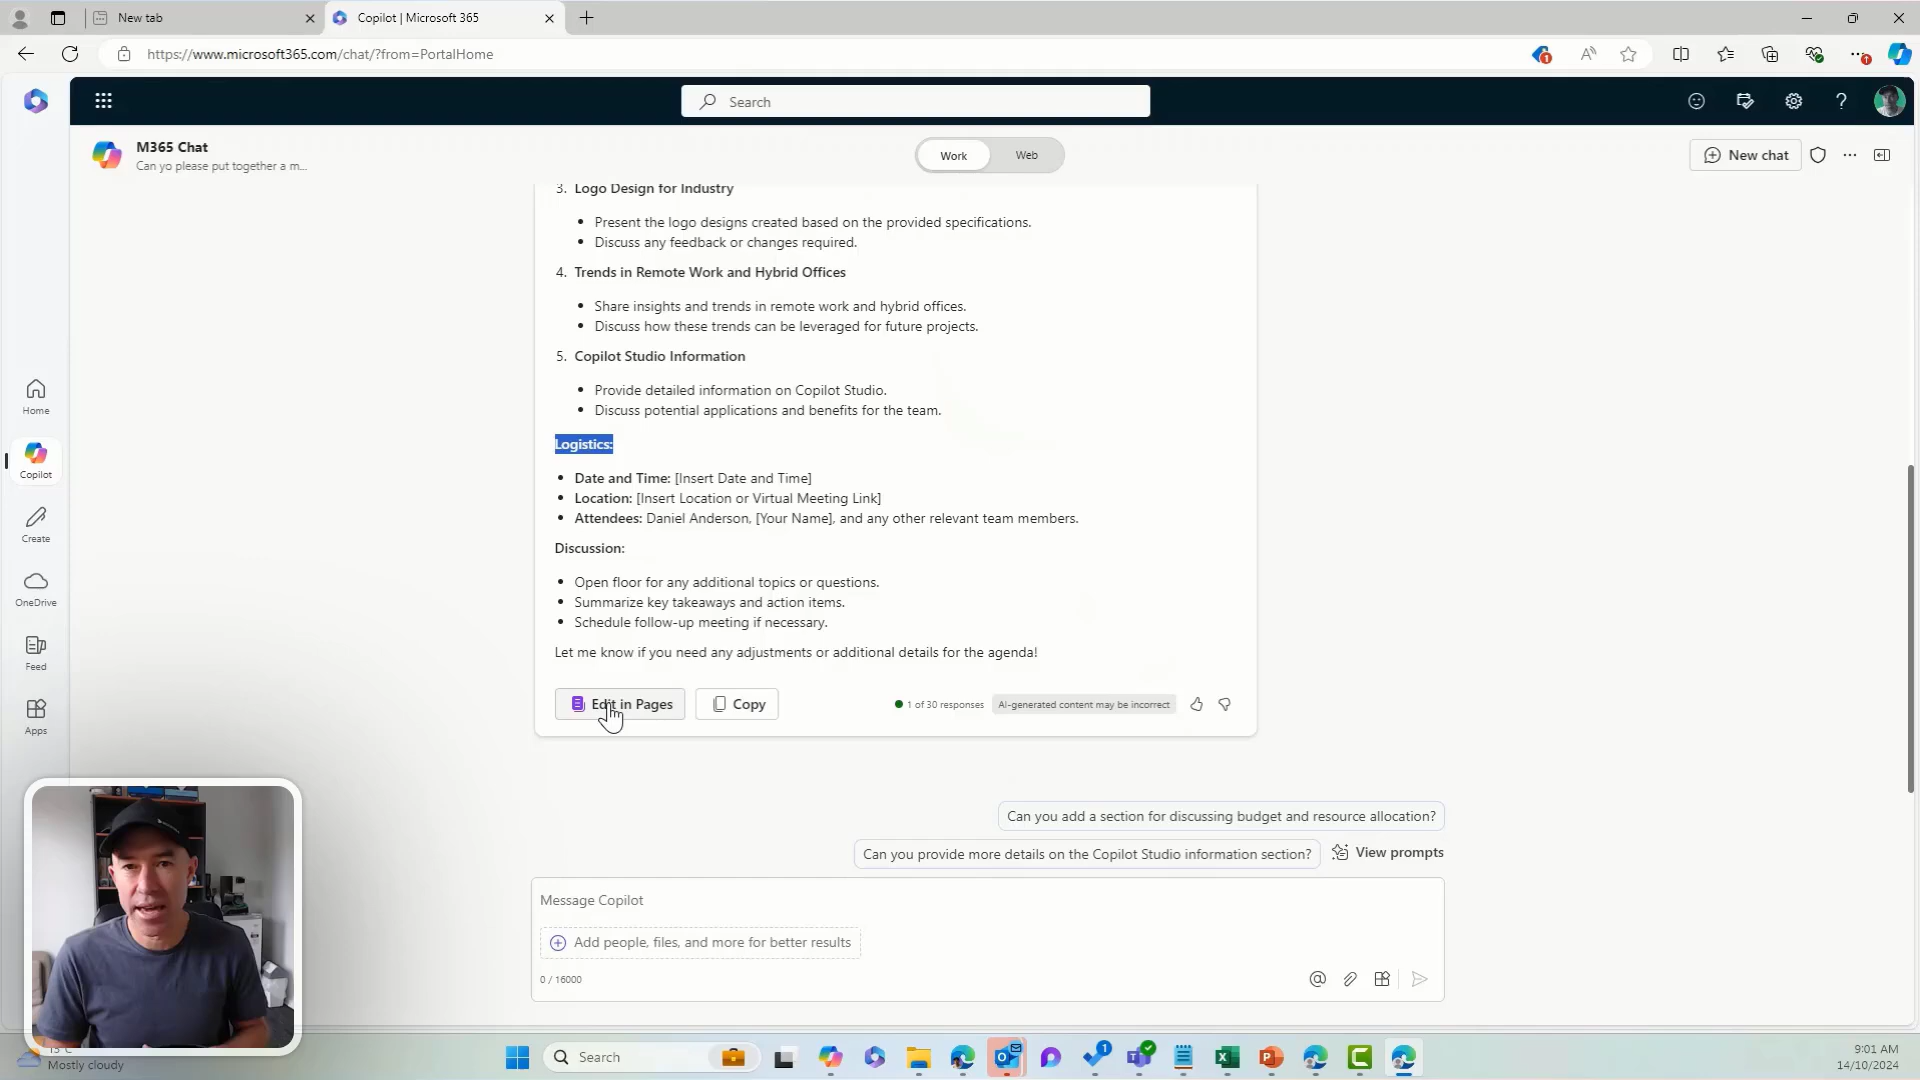 New tab
Copilot | Microsoft 365
https://www.microsoft365.com/chat/?from=PortalHome
1
Search
M365 Chat
Can yo please put together a m...
Work
Web
New chat
3. Logo Design for Industry
• Present the logo designs created based on the provided specifications.
• Discuss any feedback or changes required.
4. Trends in Remote Work and Hybrid Offices
• Share insights and trends in remote work and hybrid offices.
• Discuss how these trends can be leveraged for future projects.
5. Copilot Studio Information
• Provide detailed information on Copilot Studio.
• Discuss potential applications and benefits for the team.
Logistics:
• Date and Time: [Insert Date and Time]
• Location: [Insert Location or Virtual Meeting Link]
• Attendees: Daniel Anderson, [Your Name], and any other relevant team members.
Discussion:
• Open floor for any additional topics or questions.
• Summarize key takeaways and action items.
• Schedule follow-up meeting if necessary.
Let me know if you need any adjustments or additional details for the agenda!
Home
Copilot
Create
OneDrive
Feed
Apps
Edit in Pages
Copy
1 of 30 responses
AI-generated content may be incorrect
Can you add a section for discussing budget and resource allocation?
Can you provide more details on the Copilot Studio information section?
View prompts
Message Copilot
Add people, files, and more for better results
0 / 16000
Mostly cloudy
Search
1
9:01 AM
14/10/2024